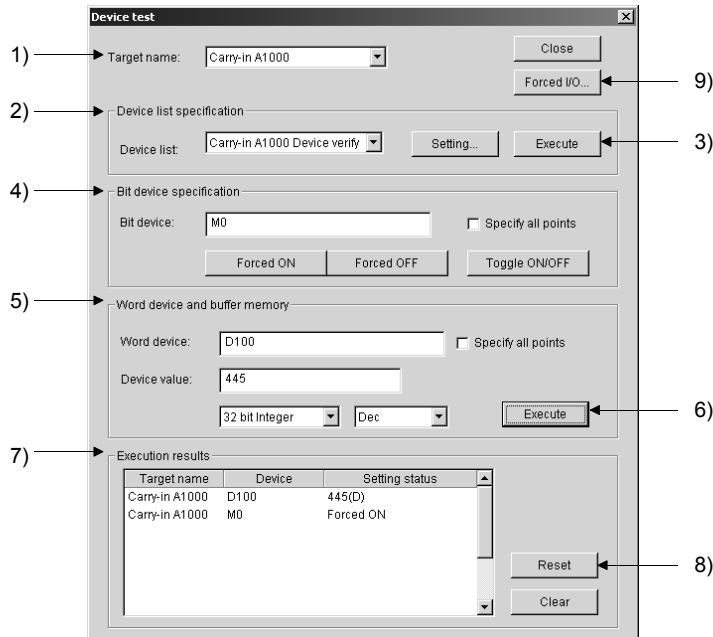 Device test
1)
Target name:
Carry-in A1000
Close
Forced I/O...
9)
2)
Device list specification
Device list:
Carry-in A1000 Device verify
Setting...
Execute
3)
4)
Bit device specification
Bit device:
M0
Specify all points
Forced ON
Forced OFF
Toggle ON/OFF
5)
Word device and buffer memory
Word device:
D100
Specify all points
Device value:
445
32 bit Integer
Dec
Execute
6)
7)
Execution results
Target name Device Setting status
Carry-in A1000 D100 445(D)
Carry-in A1000 M0 Forced ON
Reset
8)
Clear